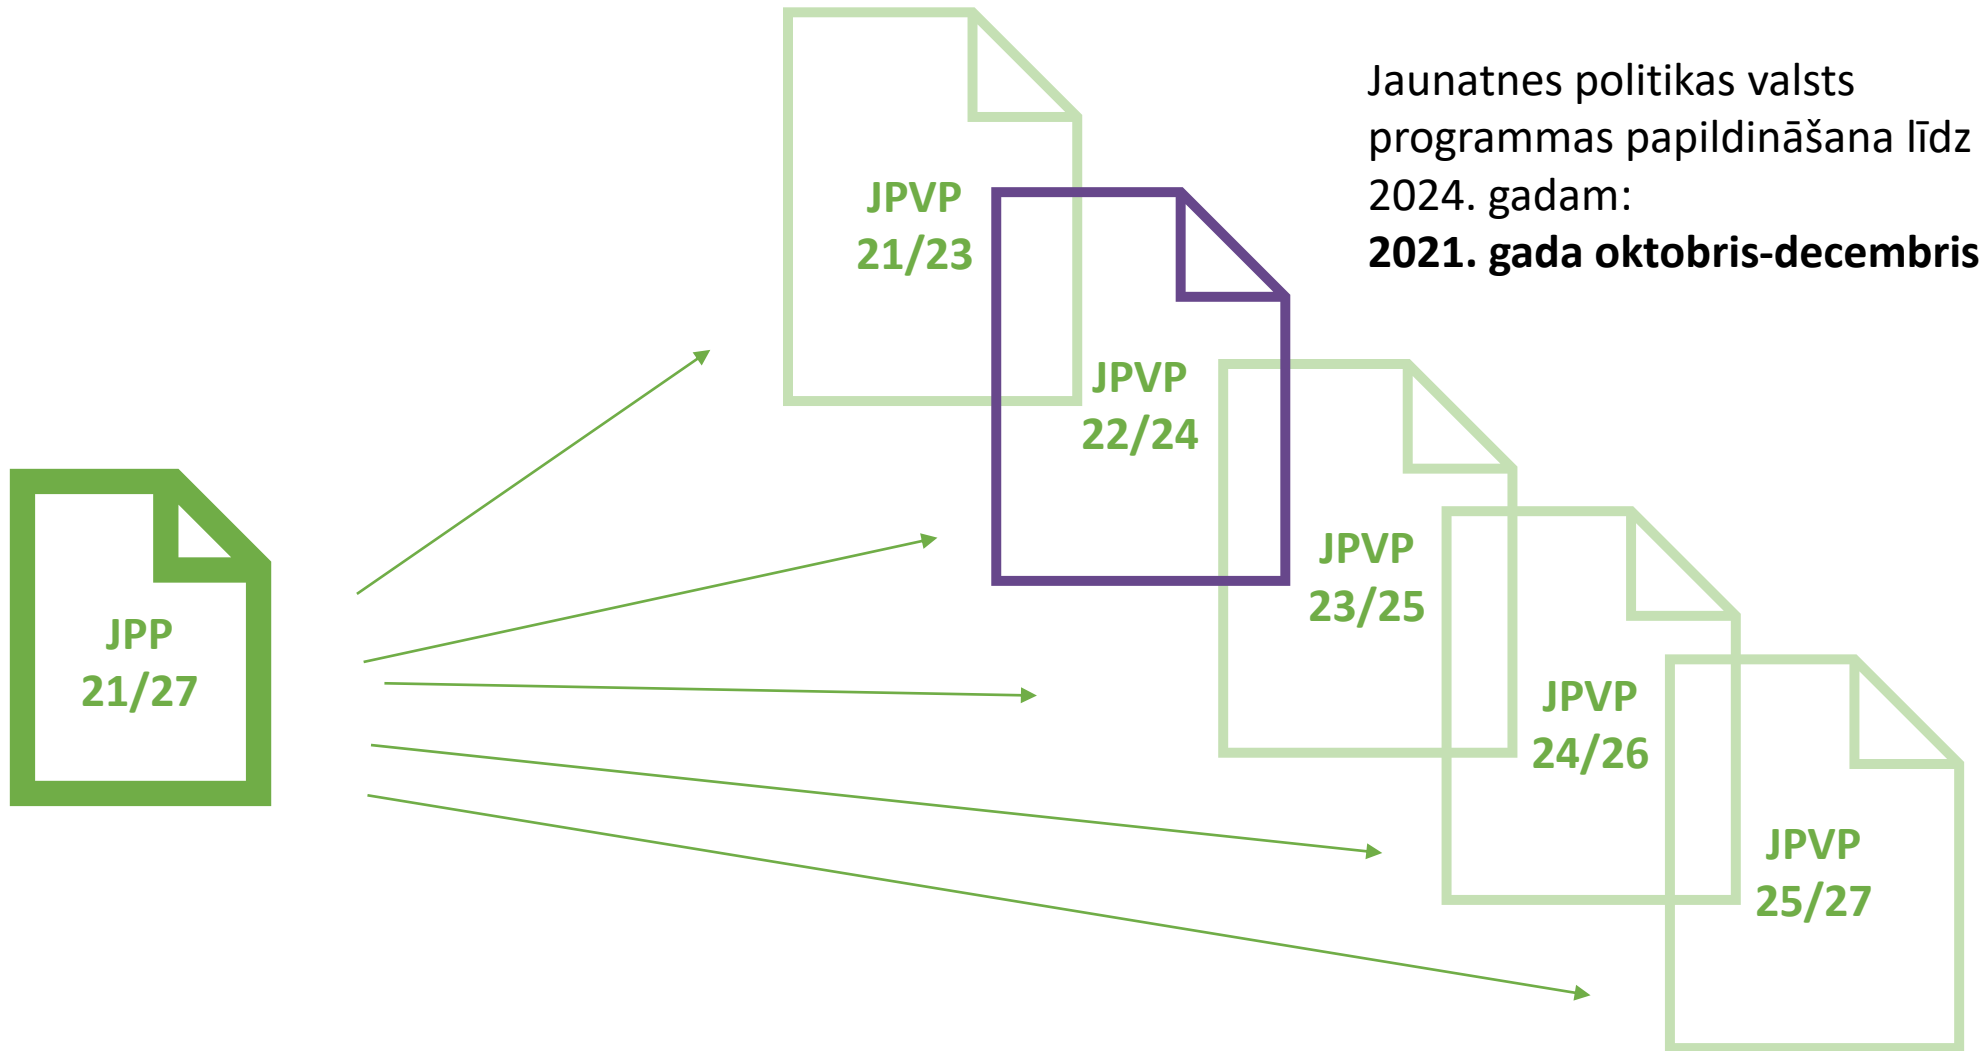 Jaunatnes politikas valsts
programmas papildināšana līdz
2024. gadam:
2021. gada oktobris-decembris
JPVP
21/23
JPVP
22/24
JPVP
23/25
JPP
21/27
JPVP
24/26
JPVP
25/27